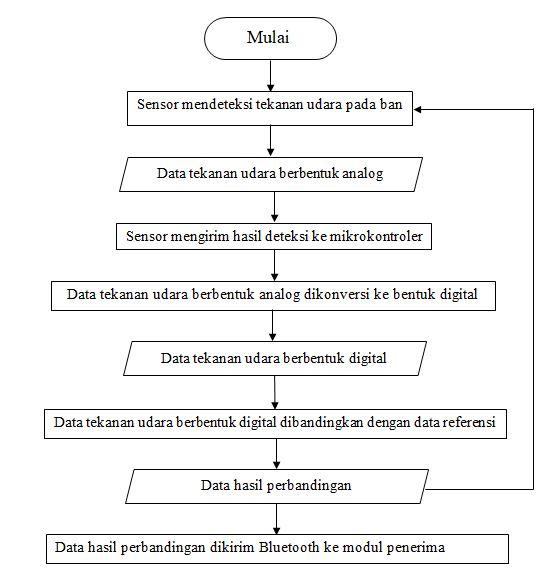 Mulai
Sensor mendeteksi tekanan udara pada ban
Data tekanan udara berbentuk analog
Sensor mengirim hasil deteksi ke mikrokontroler
Data tekanan udara berbentuk analog dikonversi ke bentuk digital
Data tekanan udara berbentuk digital
Data tekanan udara berbentuk digital dibandingkan dengan data referensi
Data hasil perbandingan
Data hasil perbandingan dikirim Bluetooth ke modul penerima